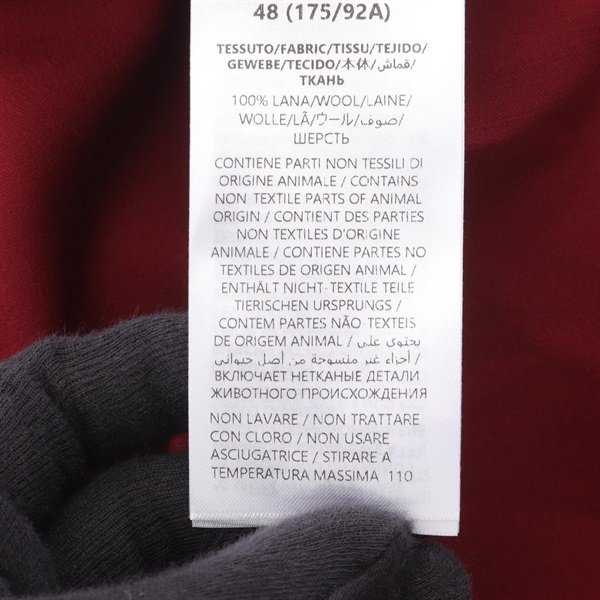 48 (175/92A)
TESSUTO/FABRIC/TISSU/TEJIDO/
GEWEBE/TECIDO/本体/قماش/
ТКАНЬ
100% LANA/WOOL/LAINE/
WOLLE/LÃ/ウール/صوف/
ШЕРСТЬ
CONTIENE PARTI NON TESSILI DI
ORIGINE ANIMALE / CONTAINS
NON TEXTILE PARTS OF ANIMAL
ORIGIN / CONTIENT DES PARTIES
NON TEXTILES D'ORIGINE
ANIMALE / CONTIENE PARTES NO
TEXTILES DE ORIGEN ANIMAL /
ENTHÄLT NICHT-TEXTILE TEILE
TIERISCHEN URSPRUNGS /
CONTEM PARTES NÃO-TEXTEIS
DE ORIGEM ANIMAL / يحتوي على
أجزاء غير منسوجة من أصل حيواني /
ВКЛЮЧАЕТ НЕТКАНЫЕ ДЕТАЛИ
ЖИВОТНОГО ПРОИСХОЖДЕНИЯ
NON LAVARE / NON TRATTARE
CON CLORO / NON USARE
ASCIUGATRICE / STIRARE A
TEMPERATURA MASSIMA 110